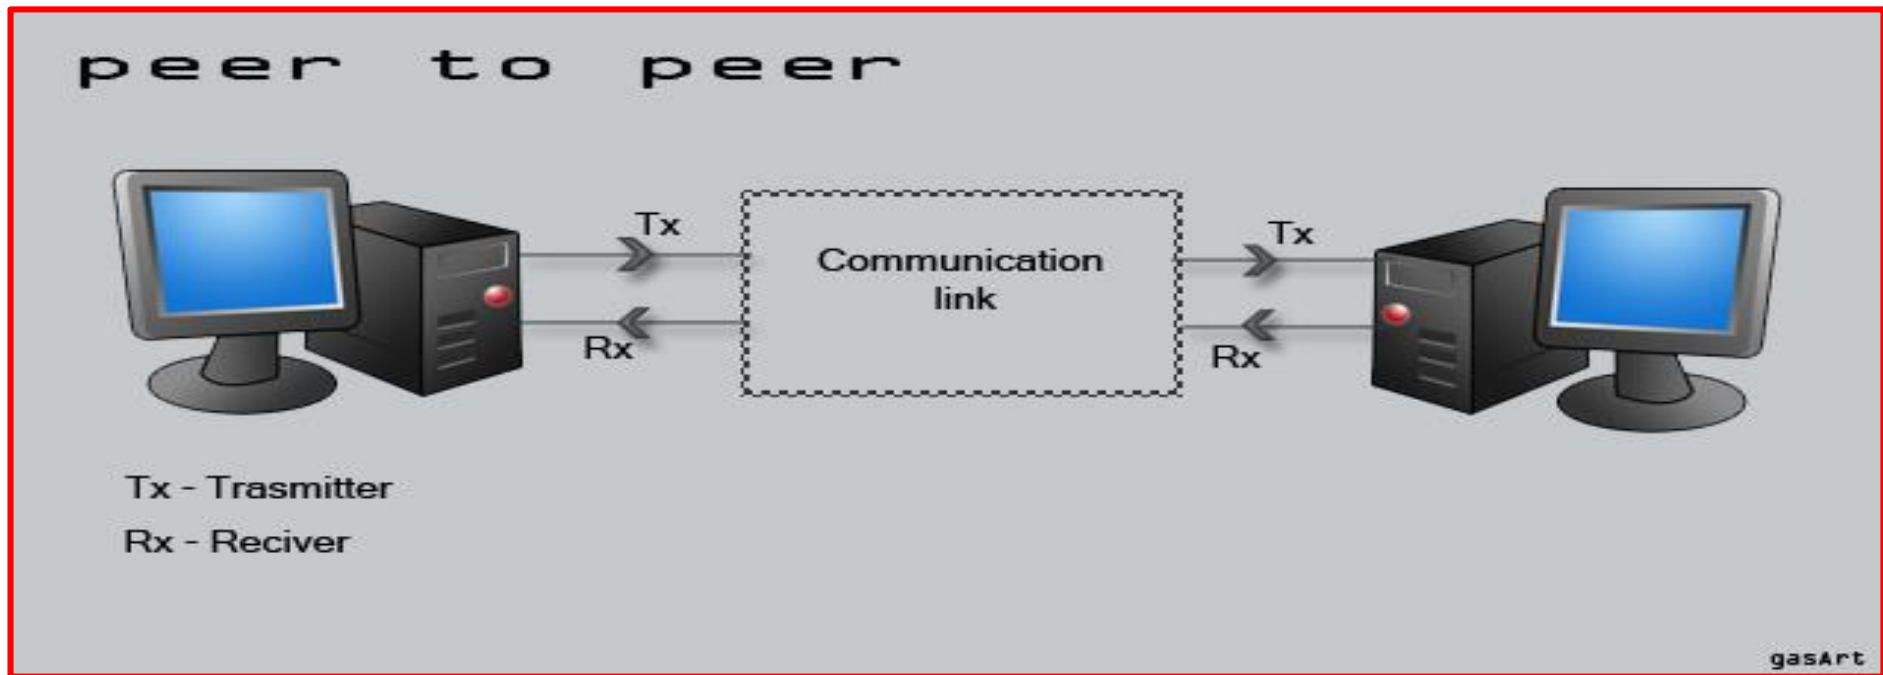 peer to peer
Tx
Tx
Communication
link
Rx
Rx
Tx - Trasmitter
Rx - Reciver
gasArt